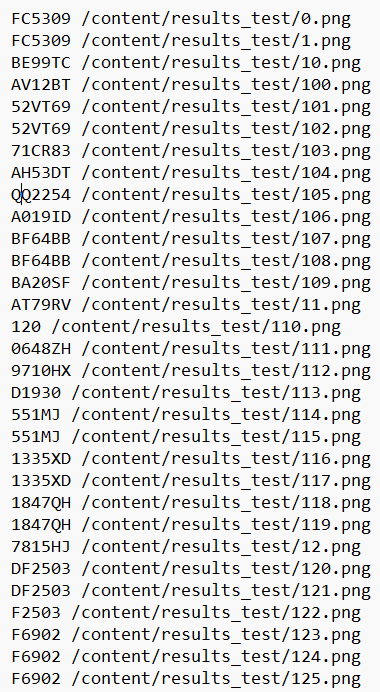 FC5309 /content/results_test/0.png
FC5309 /content/results_test/1.png
BE99TC /content/results_test/10.png
AV12BT /content/results_test/100.png
52VT69 /content/results_test/101.png
52VT69 /content/results_test/102.png
71CR83 /content/results_test/103.png
AH53DT /content/results_test/104.png
QQ2254 /content/results_test/105.png
A019ID /content/results_test/106.png
BF64BB /content/results_test/107.png
BF64BB /content/results_test/108.png
BA20SF /content/results_test/109.png
AT79RV /content/results_test/11.png
120 /content/results_test/110.png
0648ZH /content/results_test/111.png
9710HX /content/results_test/112.png
D1930 /content/results_test/113.png
551MJ /content/results_test/114.png
551MJ /content/results_test/115.png
1335XD /content/results_test/116.png
1335XD /content/results_test/117.png
1847QH /content/results_test/118.png
1847QH /content/results_test/119.png
7815HJ /content/results_test/12.png
DF2503 /content/results_test/120.png
DF2503 /content/results_test/121.png
F2503 /content/results_test/122.png
F6902 /content/results_test/123.png
F6902 /content/results_test/124.png
F6902 /content/results_test/125.png